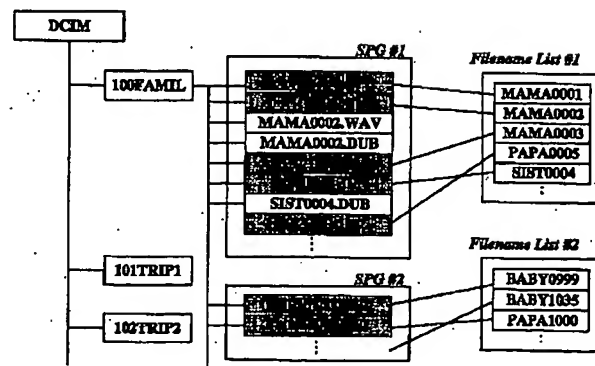 DCIM
100FAMIL
101TRIP1
102TRIP2
SPG #1
MAMA0002.WAV
MAMA0002.DUB
SIST0004.DUB
Filename List #1
MAMA0001
MAMA0002
MAMA0003
PAPA0005
SIST0004
SPG #2
Filename List #2
BABY0999
BABY1035
PAPA1000